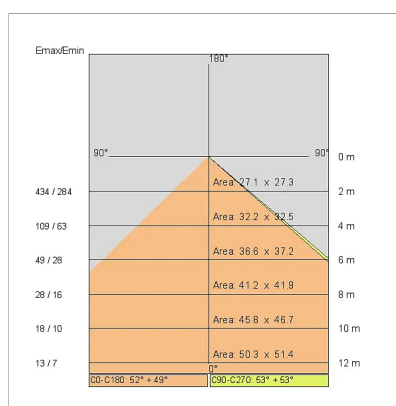 Emax/Emin
180°
90° 90° 0 m
Area: 27.1 x 27.3
434 / 284 2 m
Area: 32.2 x 32.5
109 / 63 4 m
Area: 36.6 x 37.2
49 / 28 6 m
Area: 41.2 x 41.9
28 / 16 8 m
Area: 45.8 x 46.7
18 / 10 10 m
Area: 50.3 x 51.4
13 / 7 12 m
0°
C0-C180: 52° + 49° C90-C270: 53° + 53°